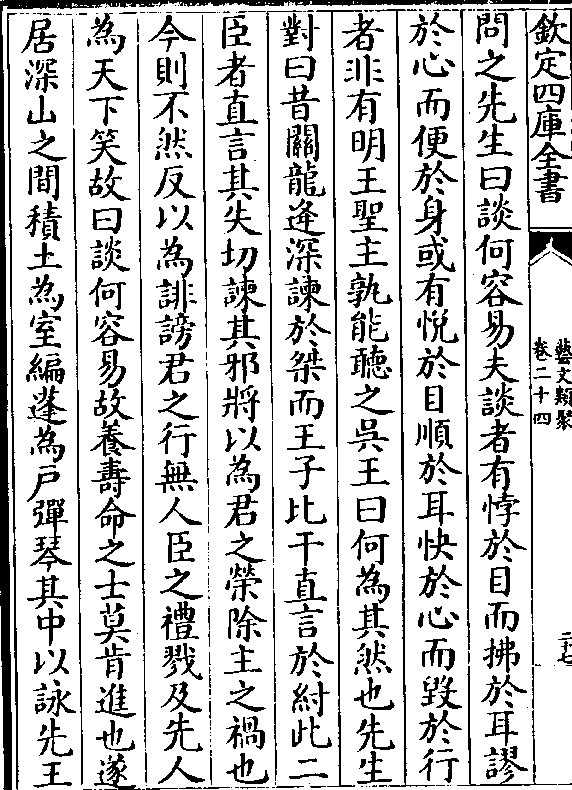 欽定四庫全書
藝文類聚
卷二十四
二十七
問之先生曰談何容易夫談者有悖於目而拂於耳謬
於心而便於身或有悅於目順於耳快於心而毀於行
者非有明王聖主孰能聽之吳王曰何為其然也先生
對曰昔關龍逄深諫於桀而王子比干直言於紂此二
臣者直言其失切諫其邪將以為君之榮除主之禍也
今則不然反以為誹謗君之行無人臣之禮戮及先人
為天下笑故曰談何容易故養壽命之士莫肯進也遂
居深山之間積土為室編蓬為戶彈琴其中以詠先王